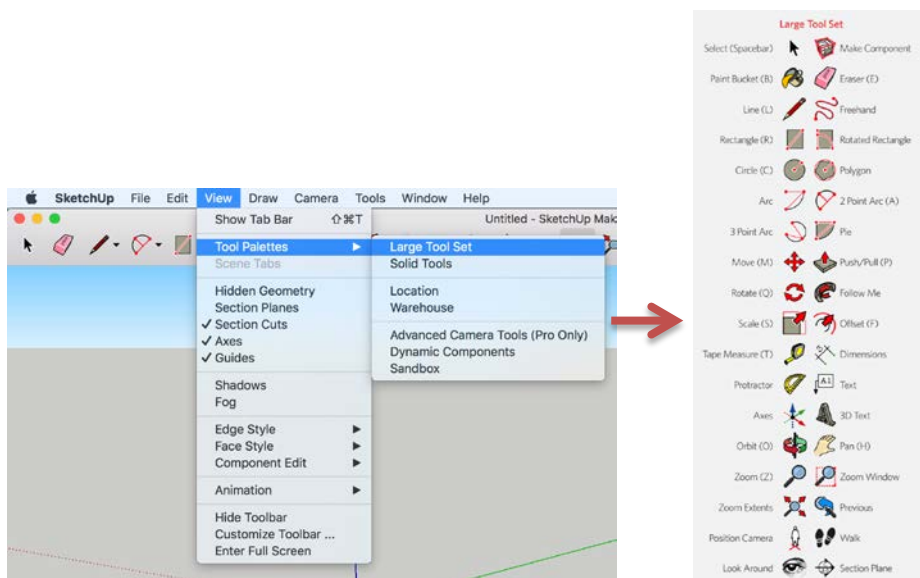 SketchUp File Edit View Draw Camera Tools Window Help
Untitled - SketchUp Mak
Show Tab Bar ⇧⌘T
Tool Palettes
Scene Tabs
Hidden Geometry
Section Planes
✓ Section Cuts
✓ Axes
✓ Guides
Shadows
Fog
Edge Style
Face Style
Component Edit
Animation
Hide Toolbar
Customize Toolbar ...
Enter Full Screen
Large Tool Set
Solid Tools
Location
Warehouse
Advanced Camera Tools (Pro Only)
Dynamic Components
Sandbox
Large Tool Set
Select (Spacebar) Make Component
Paint Bucket (B) Eraser (E)
Line (L) Freehand
Rectangle (R) Rotated Rectangle
Circle (C) Polygon
Arc 2 Point Arc (A)
3 Point Arc Pie
Move (M) Push/Pull (P)
Rotate (Q) Follow Me
Scale (S) Offset (F)
Tape Measure (T) Dimensions
Protractor A1 Text
Axes 3D Text
Orbit (O) Pan (H)
Zoom (Z) Zoom Window
Zoom Extents Previous
Position Camera Walk
Look Around Section Plane